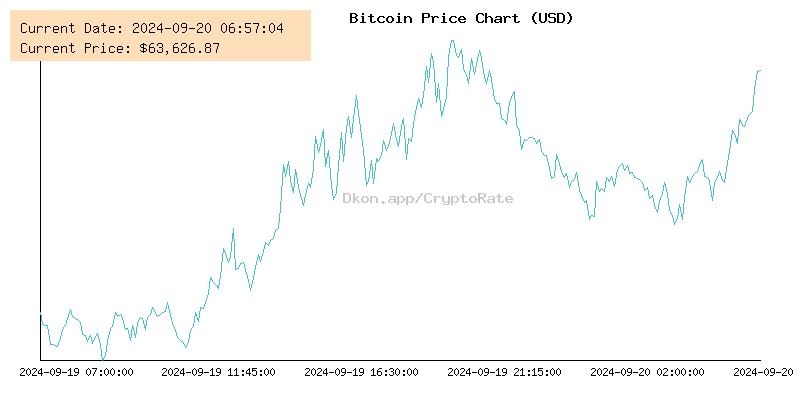 Bitcoin Price Chart (USD)
Current Date: 2024-09-20 06:57:04
Current Price: $63,626.87
Dkon.app/CryptoRate
2024-09-19 07:00:00 2024-09-19 11:45:00 2024-09-19 16:30:00 2024-09-19 21:15:00 2024-09-20 02:00:00 2024-09-20